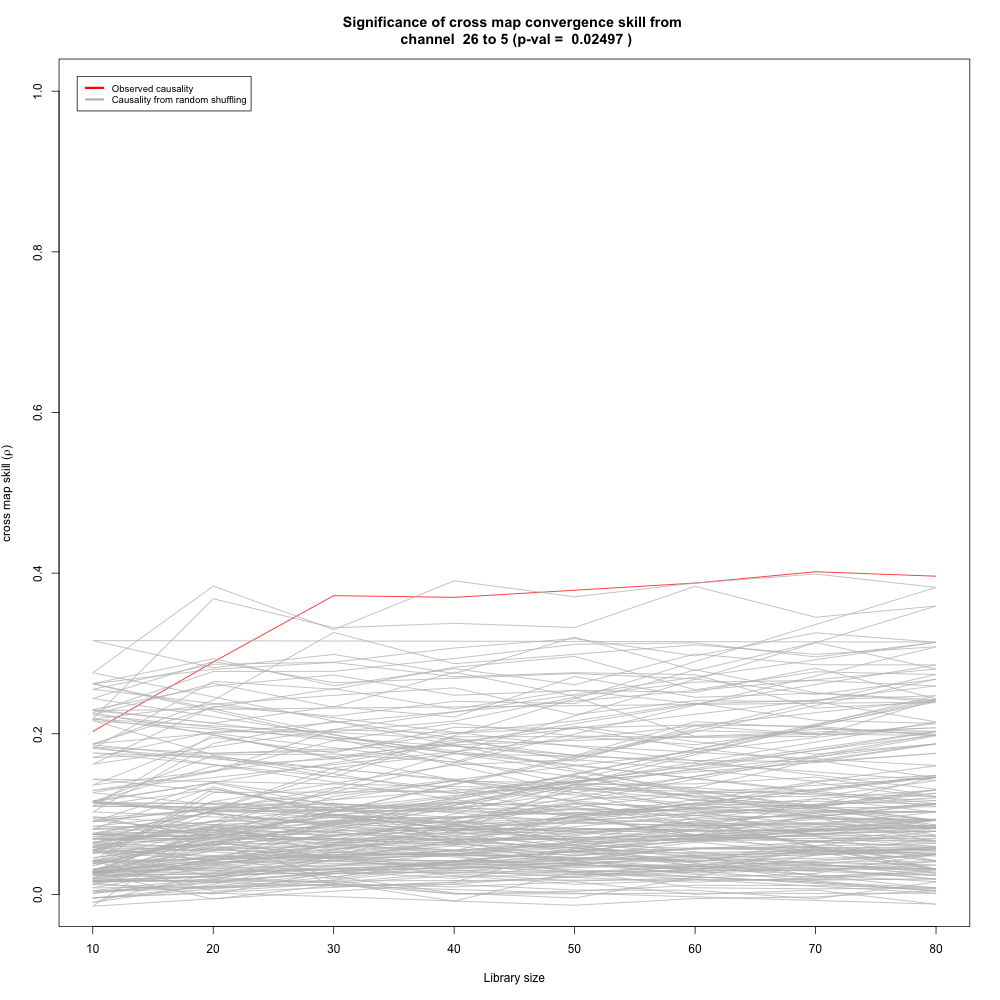 Significance of cross map convergence skill from
channel  26 to 5 (p-val =  0.02497 )
Observed causality
Causality from random shuffling
1.0
0.8
0.6
0.4
0.2
0.0
cross map skill (ρ)
10 20 30 40 50 60 70 80
Library size